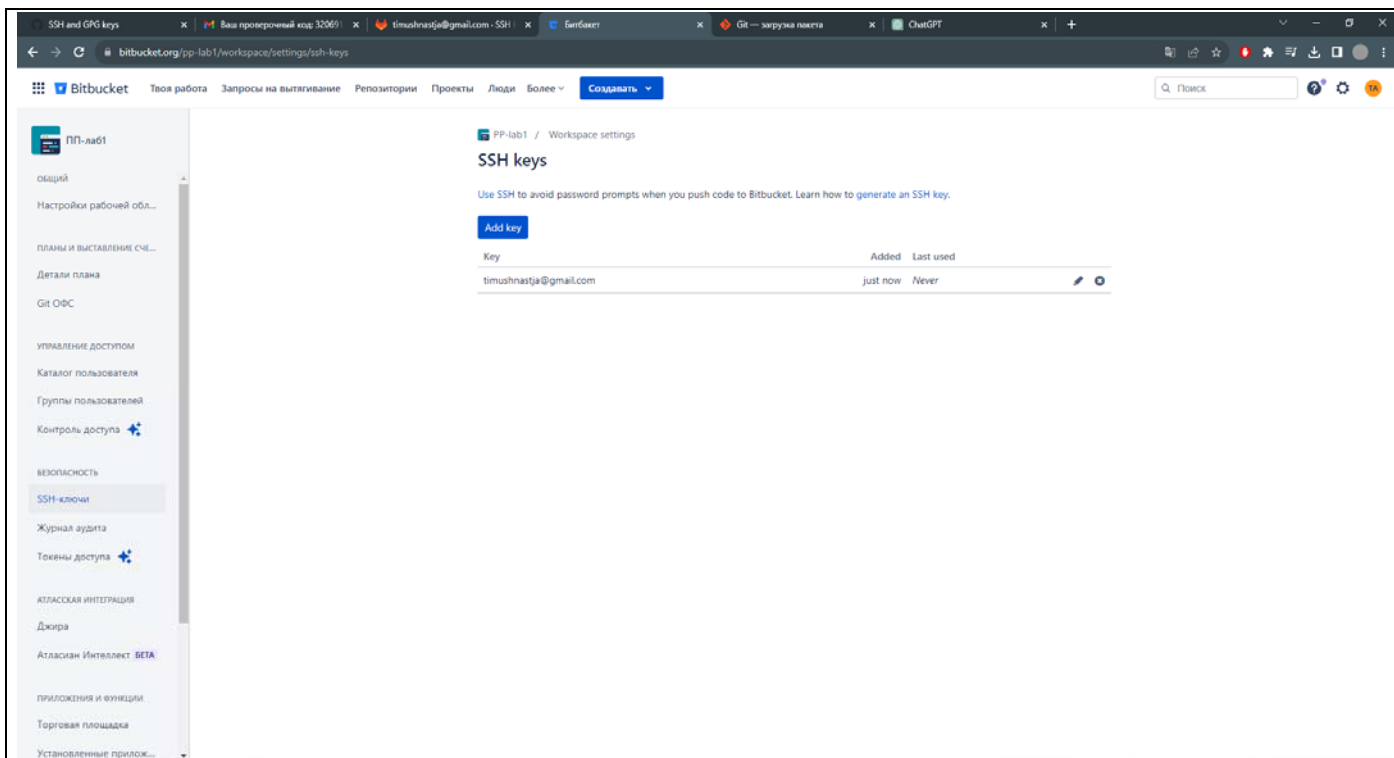 SSH and GPG keys
Ваш проверочный код: 32069
timushnastja@gmail.com · SSH
Битбакет
Git — загрузка пакета
ChatGPT
bitbucket.org/pp-lab1/workspace/settings/ssh-keys
Bitbucket Твоя работа Запросы на вытягивание Репозитории Проекты Люди Более Создавать Поиск TA
ПП-лаб1
ОБЩИЙ
Настройки рабочей обл...
ПЛАНЫ И ВЫСТАВЛЕНИЕ СЧЕ...
Детали плана
Git ОФС
УПРАВЛЕНИЕ ДОСТУПОМ
Каталог пользователя
Группы пользователей
Контроль доступа
БЕЗОПАСНОСТЬ
SSH-ключи
Журнал аудита
Токены доступа
АТЛАССКАЯ ИНТЕГРАЦИЯ
Джира
Атласиан Интеллект БЕТА
ПРИЛОЖЕНИЯ И ФУНКЦИИ
Торговая площадка
Установленные прилож...
PP-lab1 / Workspace settings
SSH keys
Use SSH to avoid password prompts when you push code to Bitbucket. Learn how to generate an SSH key.
Add key
Key Added Last used
timushnastja@gmail.com just now Never